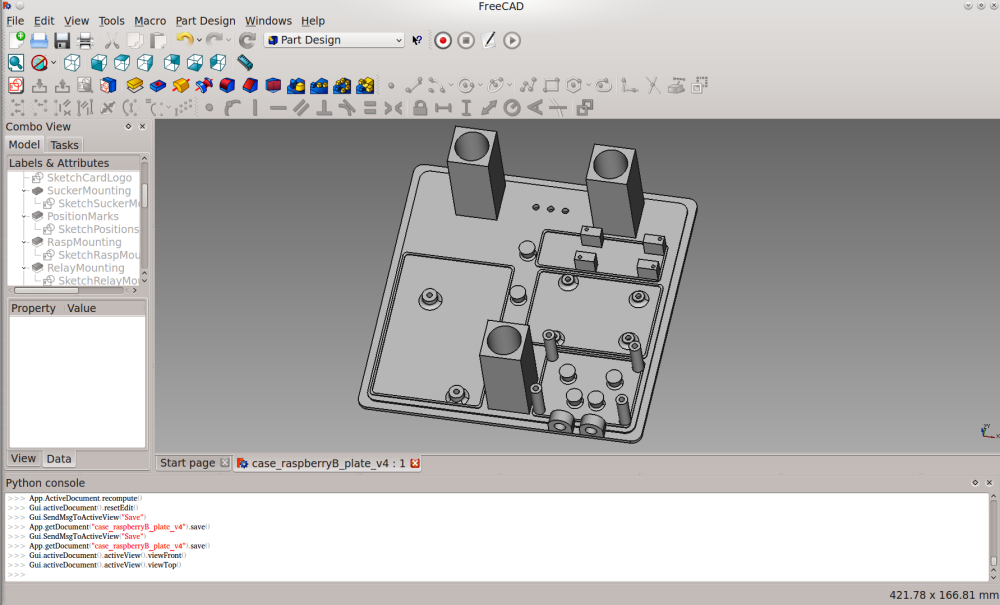 FreeCAD
File Edit View Tools Macro Part Design Windows Help
Part Design
Combo View
Model Tasks
Labels & Attributes
SketchCardLogo
SuckerMounting
SketchSuckerM
PositionMarks
SketchPositions
RaspMounting
SketchRaspMou
RelayMounting
SketchRelayMo
Property Value
View Data
Start page
case_raspberryB_plate_v4 : 1
Python console
>>> App.ActiveDocument.recompute()
>>> Gui.activeDocument().resetEdit()
>>> Gui.SendMsgToActiveView("Save")
>>> App.getDocument("case_raspberryB_plate_v4").save()
>>> Gui.SendMsgToActiveView("Save")
>>> App.getDocument("case_raspberryB_plate_v4").save()
>>> Gui.activeDocument().activeView().viewFront()
>>> Gui.activeDocument().activeView().viewTop()
>>>
421.78 x 166.81 mm